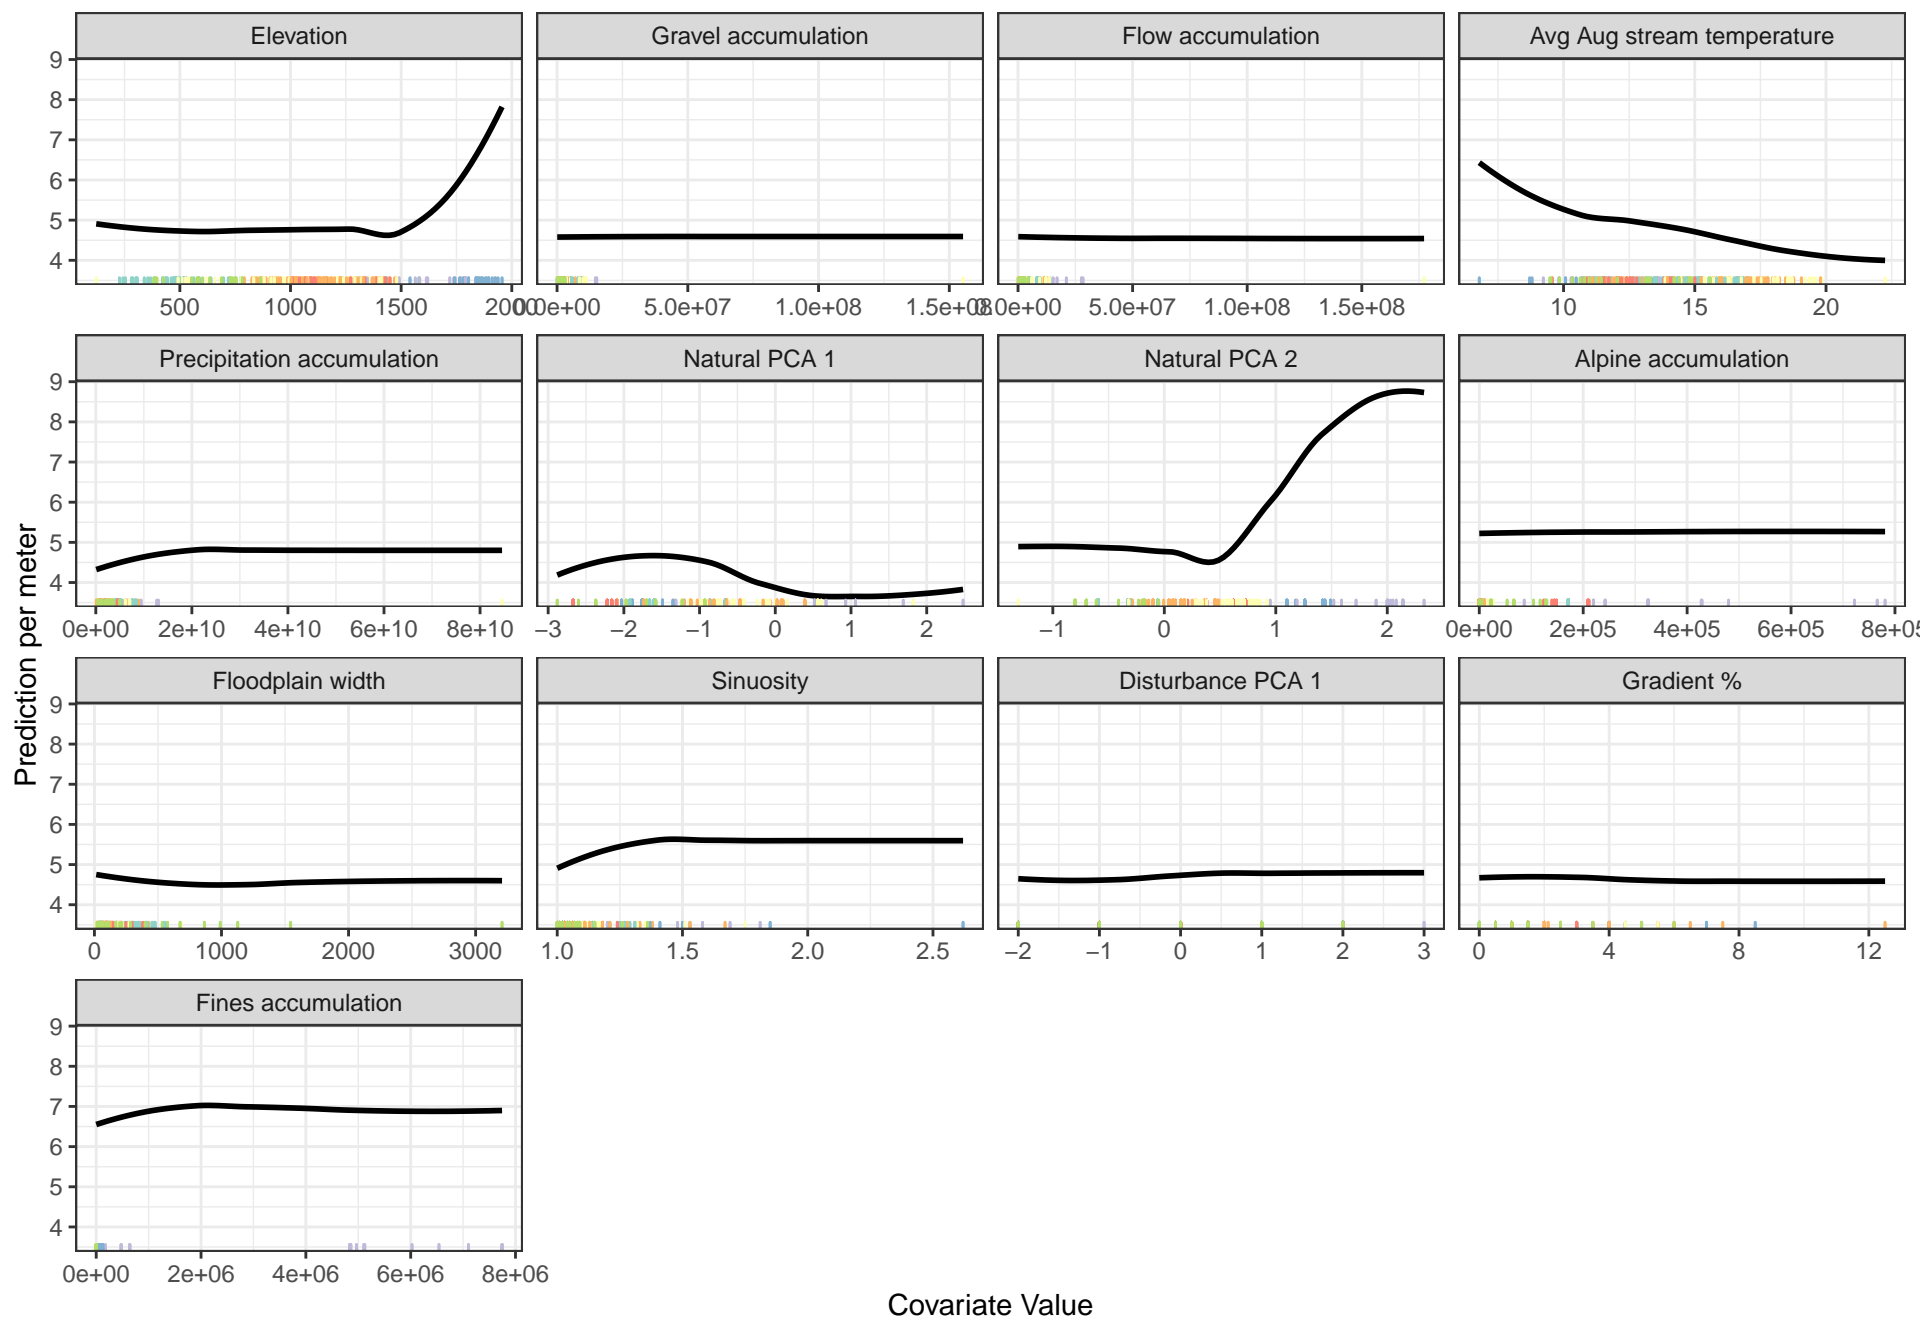 Elevation
Gravel accumulation
Flow accumulation
Avg Aug stream temperature
9
8
7
6
5
4
500
1000
1500
2000
0.0e+00
5.0e+07
1.0e+08
1.5e+08
0.0e+00
5.0e+07
1.0e+08
1.5e+08
10
15
20
Precipitation accumulation
Natural PCA 1
Natural PCA 2
Alpine accumulation
9
8
7
6
5
4
0e+00
2e+10
4e+10
6e+10
8e+10
−3
−2
−1
0
1
2
−1
0
1
2
0e+00
2e+05
4e+05
6e+05
8e+05
Prediction per meter
Floodplain width
Sinuosity
Disturbance PCA 1
Gradient %
9
8
7
6
5
4
0
1000
2000
3000
1.0
1.5
2.0
2.5
−2
−1
0
1
2
3
0
4
8
12
Fines accumulation
9
8
7
6
5
4
0e+00
2e+06
4e+06
6e+06
8e+06
Covariate Value